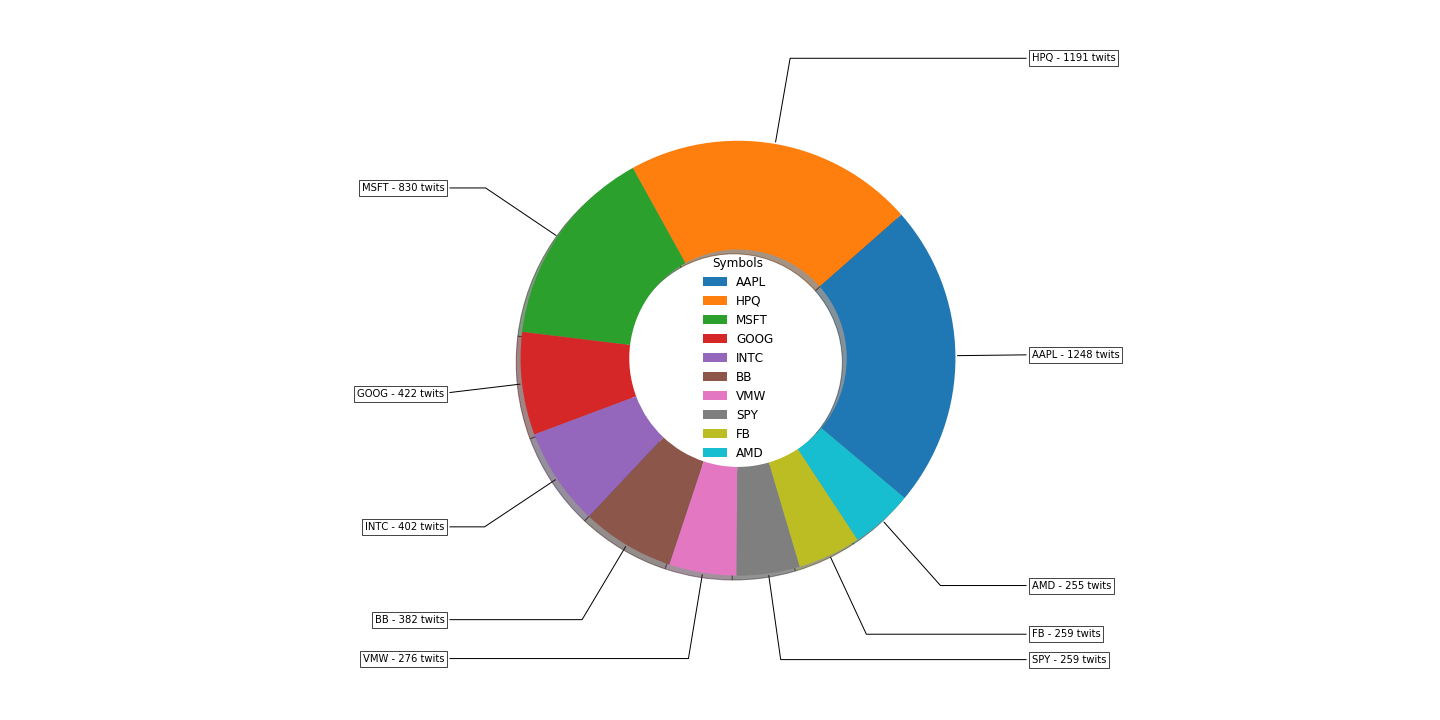 HPQ - 1191 twits
MSFT - 830 twits
Symbols
AAPL
HPQ
MSFT
GOOG
INTC
BB
VMW
SPY
FB
AMD
AAPL - 1248 twits
GOOG - 422 twits
INTC - 402 twits
AMD - 255 twits
BB - 382 twits
FB - 259 twits
VMW - 276 twits
SPY - 259 twits